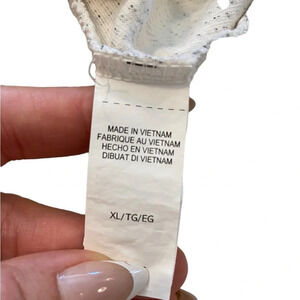 MADE IN VIETNAM
FABRIQUE AU VIETNAM
HECHO EN VIETNAM
DIBUAT DI VIETNAM
XL/TG/EG